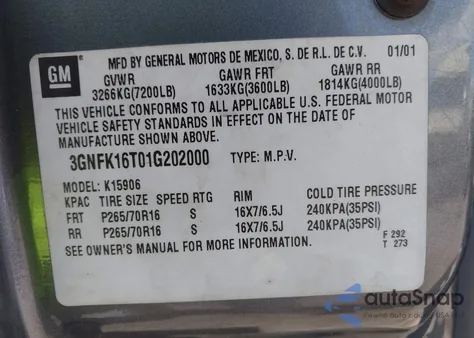 GM
MFD BY GENERAL MOTORS DE MEXICO, S. DE R.L. DE C.V. 01/01
GVWR GAWR FRT GAWR RR
3266KG(7200LB) 1633KG(3600LB) 1814KG(4000LB)
THIS VEHICLE CONFORMS TO ALL APPLICABLE U.S. FEDERAL MOTOR
VEHICLE SAFETY STANDARDS IN EFFECT ON THE DATE OF
MANUFACTURE SHOWN ABOVE.
3GNFK16T01G202000 TYPE: M.P.V.
MODEL: K15906
KPAC TIRE SIZE SPEED RTG RIM COLD TIRE PRESSURE
FRT P265/70R16 S 16X7/6.5J 240KPA(35PSI)
RR P265/70R16 S 16X7/6.5J 240KPA(35PSI)
SEE OWNER'S MANUAL FOR MORE INFORMATION.
F 292
T 273
autoSnap